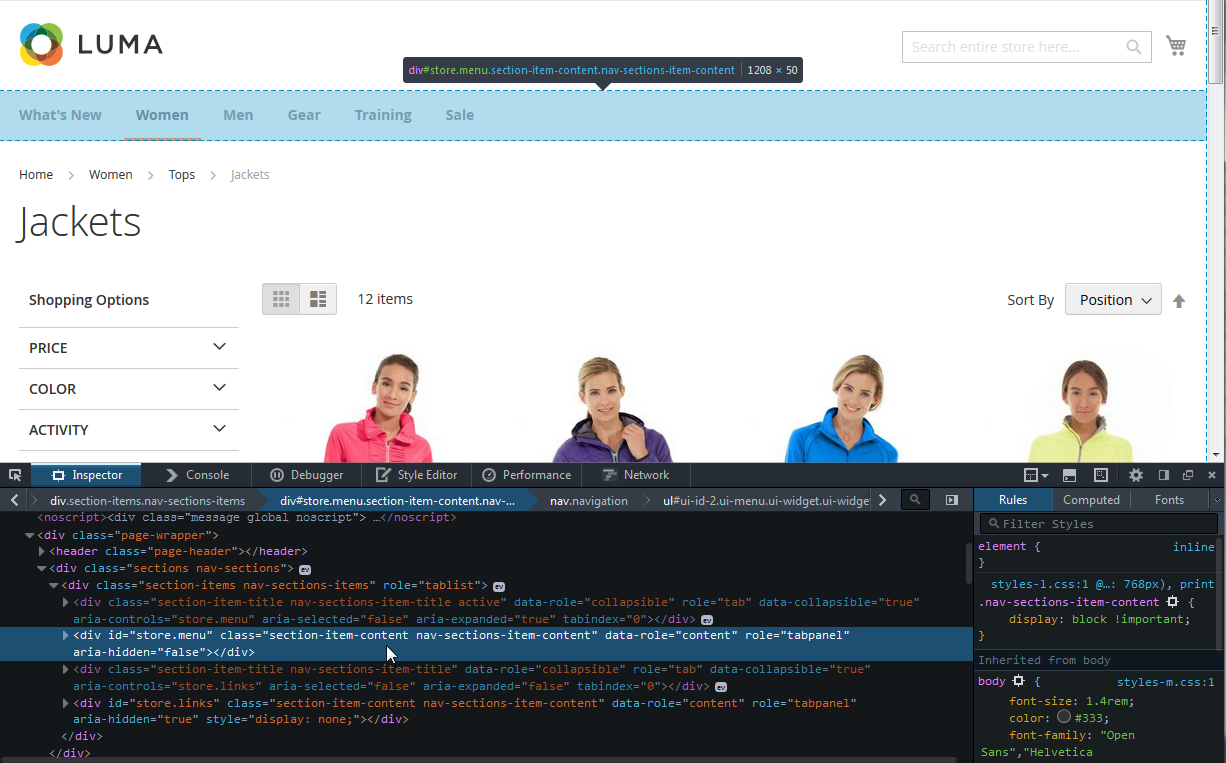 LUMA
Search entire store here...
div#store.menu.section-item-content.nav-sections-item-content | 1208 × 50
What's New Women Men Gear Training Sale
Home > Women > Tops > Jackets
Jackets
Shopping Options
12 items
Sort By Position
PRICE
COLOR
ACTIVITY
Inspector Console Debugger Style Editor Performance Network
div.section-items.nav-sections-items div#store.menu.section-item-content.nav-... nav.navigation ul#ui-id-2.ui-menu.ui-widget.ui-widge
Rules Computed Fonts
Filter Styles
<noscript><div class="message global noscript"> …</noscript>
<div class="page-wrapper">
<header class="page-header"></header>
<div class="sections nav-sections"> ev
<div class="section-items nav-sections-items" role="tablist"> ev
<div class="section-item-title nav-sections-item-title active" data-role="collapsible" role="tab" data-collapsible="true"
aria-controls="store.menu" aria-selected="false" aria-expanded="true" tabindex="0"></div> ev
<div id="store.menu" class="section-item-content nav-sections-item-content" data-role="content" role="tabpanel"
aria-hidden="false"></div>
<div class="section-item-title nav-sections-item-title" data-role="collapsible" role="tab" data-collapsible="true"
aria-controls="store.links" aria-selected="false" aria-expanded="false" tabindex="0"></div> ev
<div id="store.links" class="section-item-content nav-sections-item-content" data-role="content" role="tabpanel"
aria-hidden="true" style="display: none;"></div>
</div>
</div>
element { inline
}
styles-l.css:1 @…: 768px), print
.nav-sections-item-content {
display: block !important;
}
Inherited from body
body { styles-m.css:1
font-size: 1.4rem;
color: #333;
font-family: "Open
Sans","Helvetica